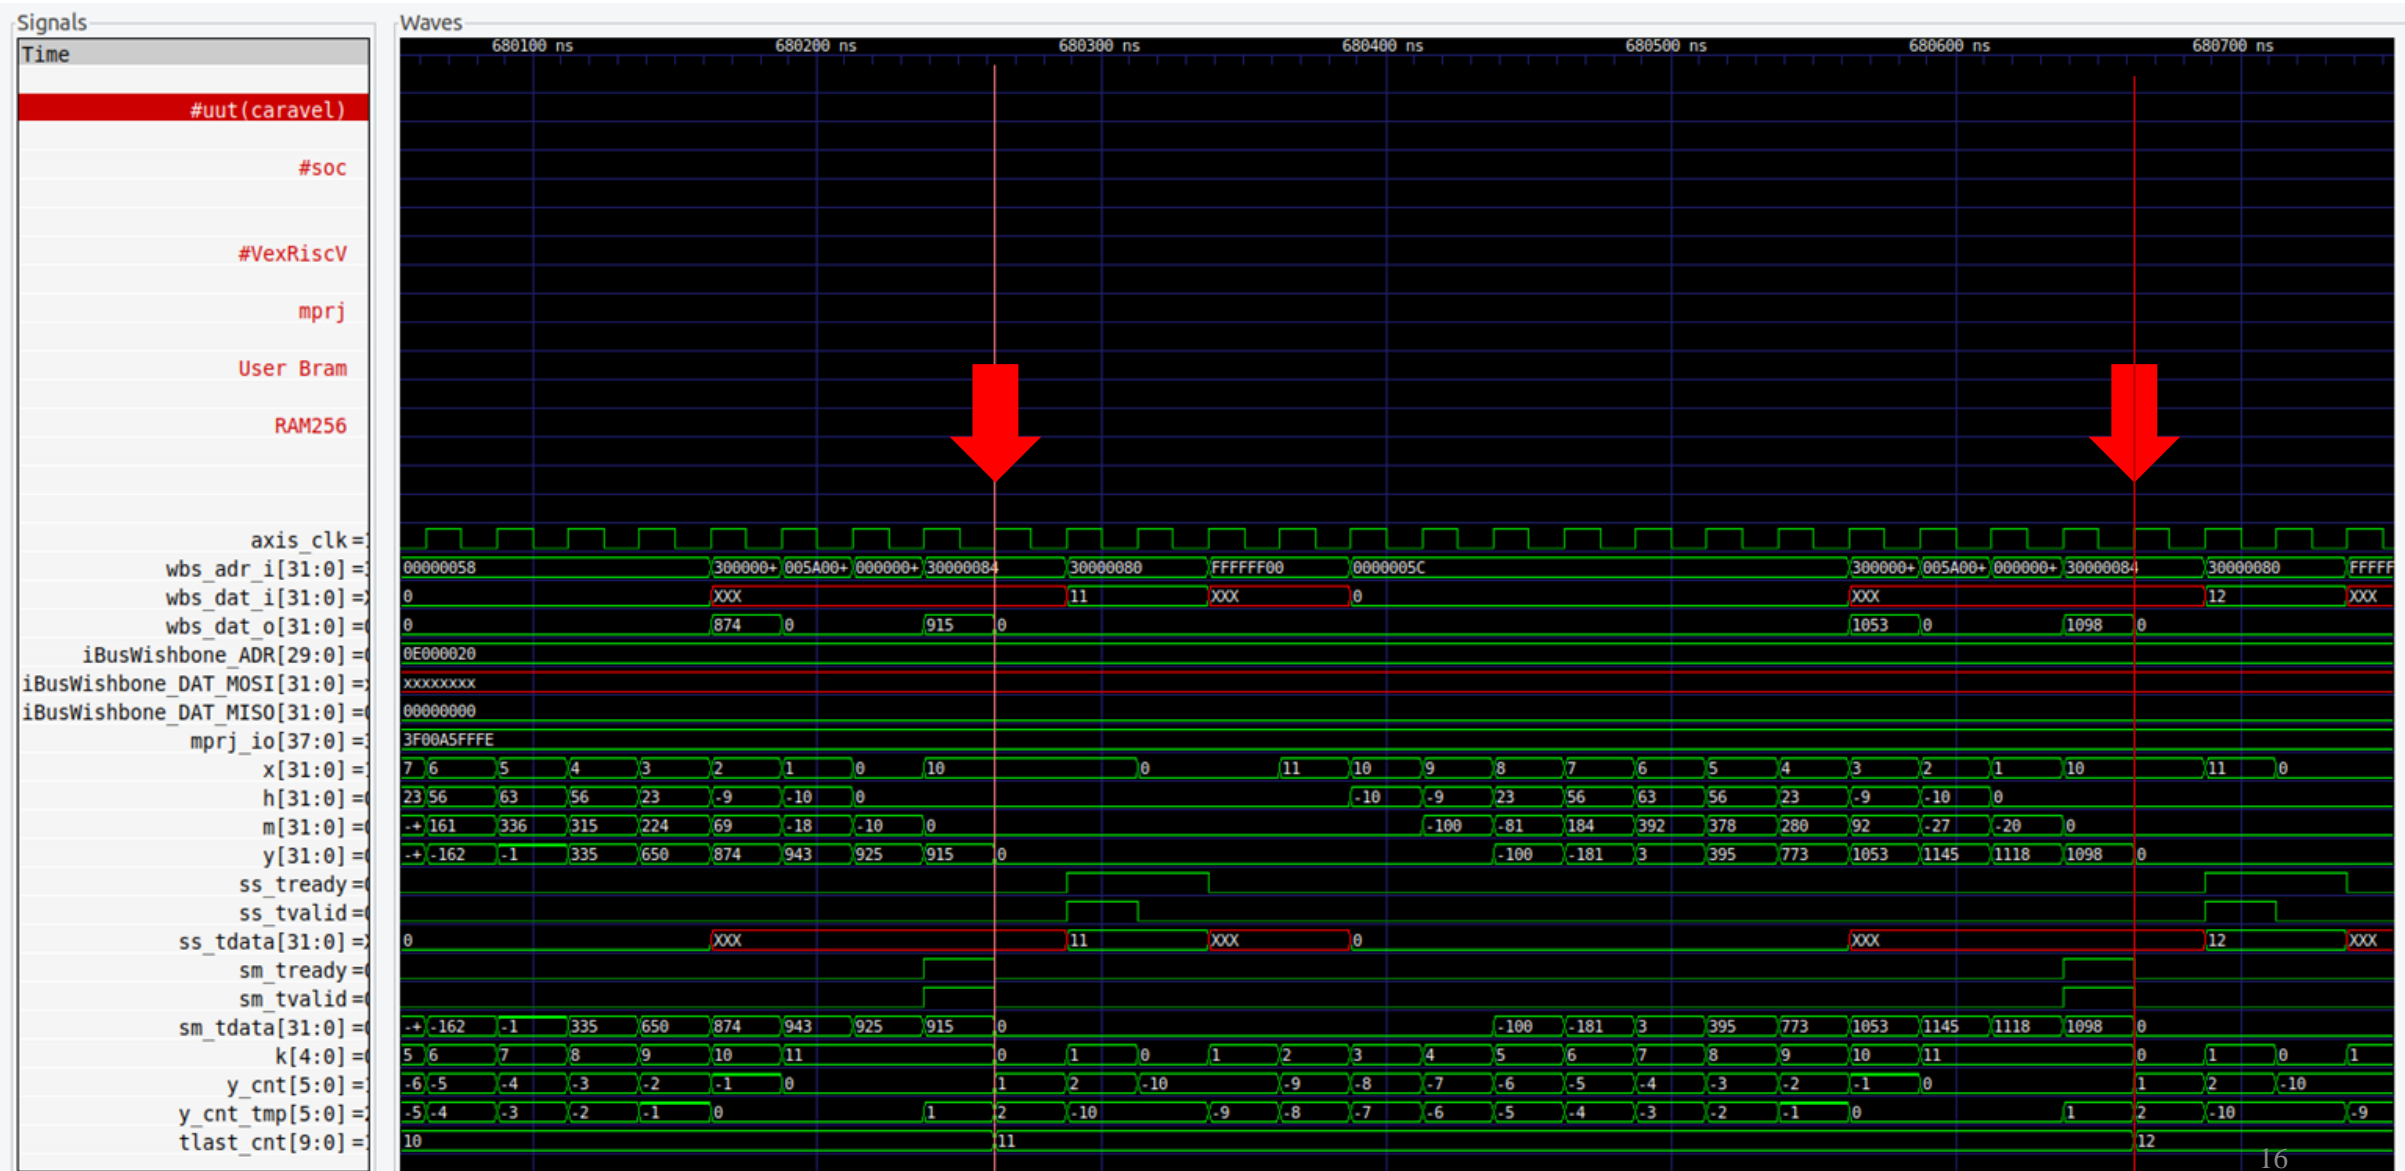 Signals Waves
Time 680100 ns 680200 ns 680300 ns 680400 ns 680500 ns 680600 ns 680700 ns
#uut(caravel)
#soc
#VexRiscV
mprj
User Bram
RAM256
axis_clk =
wbs_adr_i[31:0] = 00000058 300000+ 005A00+ 000000+ 30000084 30000080 FFFFFF00 0000005C 300000+ 005A00+ 000000+ 30000084 30000080 FFFFF
wbs_dat_i[31:0] = 0 XXX 11 XXX 0 XXX 12 XXX
wbs_dat_o[31:0] = 0 874 0 915 0 1053 0 1098 0
iBusWishbone_ADR[29:0] = 0E000020
iBusWishbone_DAT_MOSI[31:0] = xxxxxxxx
iBusWishbone_DAT_MISO[31:0] = 00000000
mprj_io[37:0] = 3F00A5FFFE
x[31:0] = 7 6 5 4 3 2 1 0 10 0 11 10 9 8 7 6 5 4 3 2 1 10 11 0
h[31:0] = 23 56 63 56 23 -9 -10 0 -10 -9 23 56 63 56 23 -9 -10 0
m[31:0] = -+ 161 336 315 224 69 -18 -10 0 -100 -81 184 392 378 280 92 -27 -20 0
y[31:0] = -+ -162 -1 335 650 874 943 925 915 0 -100 -181 3 395 773 1053 1145 1118 1098 0
ss_tready =
ss_tvalid =
ss_tdata[31:0] = 0 XXX 11 XXX 0 XXX 12 XXX
sm_tready =
sm_tvalid =
sm_tdata[31:0] = -+ -162 -1 335 650 874 943 925 915 0 -100 -181 3 395 773 1053 1145 1118 1098 0
k[4:0] = 5 6 7 8 9 10 11 0 1 0 1 2 3 4 5 6 7 8 9 10 11 0 1 0 1
y_cnt[5:0] = -6 -5 -4 -3 -2 -1 0 1 2 -10 -9 -8 -7 -6 -5 -4 -3 -2 -1 0 1 2 -10
y_cnt_tmp[5:0] = -5 -4 -3 -2 -1 0 1 2 -10 -9 -8 -7 -6 -5 -4 -3 -2 -1 0 1 2 -10 -9
tlast_cnt[9:0] = 10 11 12
16